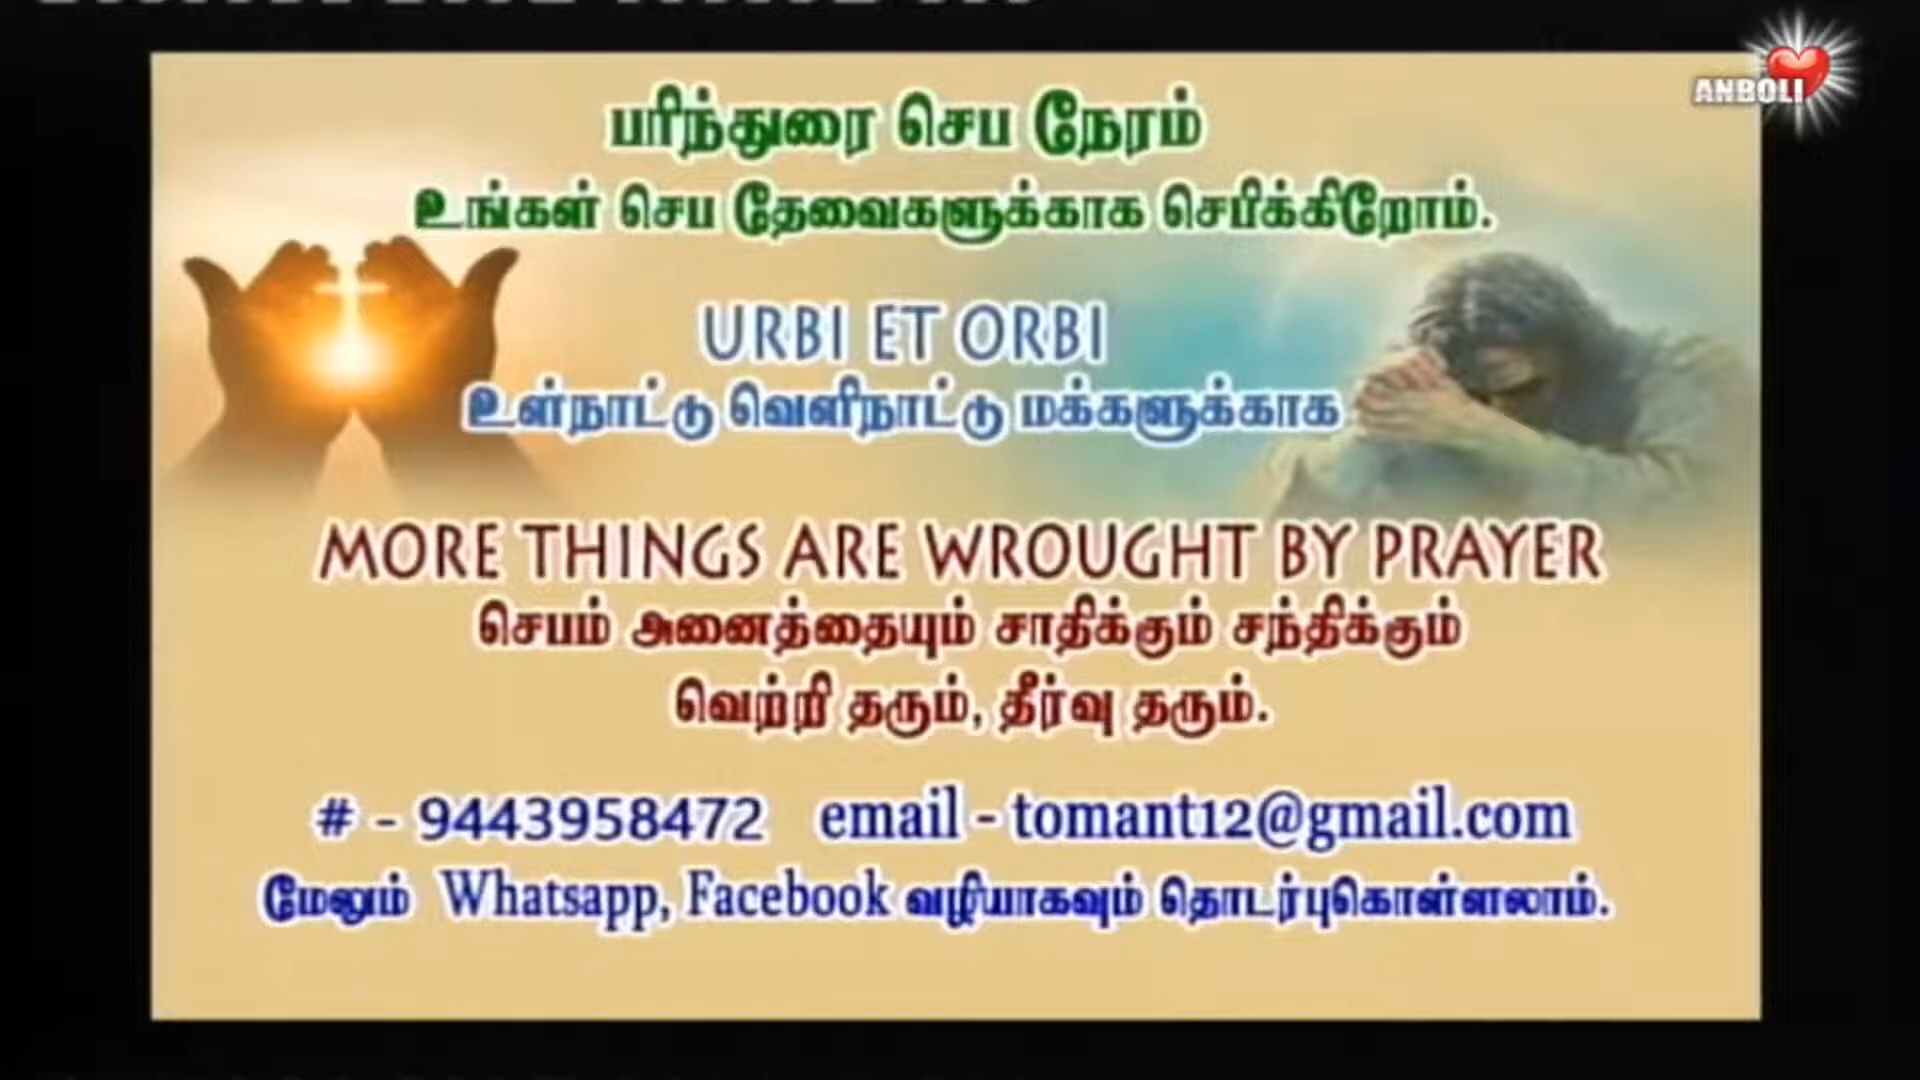 ANBOLI
பரிந்துரை செப நேரம்
உங்கள் செப தேவைகளுக்காக செபிக்கிறோம்.
URBI ET ORBI
உள்நாட்டு வெளிநாட்டு மக்களுக்காக
MORE THINGS ARE WROUGHT BY PRAYER
செபம் அனைத்தையும் சாதிக்கும் சந்திக்கும்
வெற்றி தரும், தீர்வு தரும்.
# - 9443958472 email - tomant12@gmail.com
மேலும் Whatsapp, Facebook வழியாகவும் தொடர்புகொள்ளலாம்.